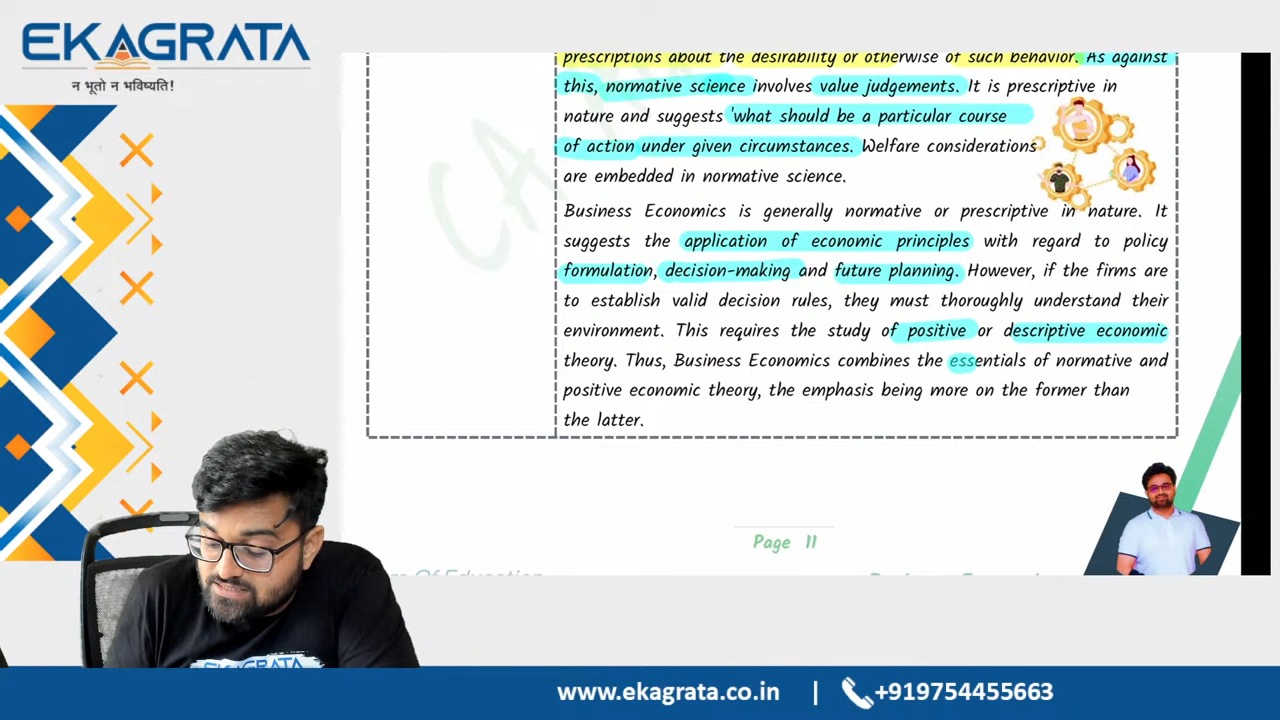 EKAGRATA
न भूतो न भविष्यति!
prescriptions about the desirability or otherwise of such behavior. As against
this, normative science involves value judgements. It is prescriptive in
nature and suggests 'what should be a particular course
of action under given circumstances. Welfare considerations
are embedded in normative science.
Business Economics is generally normative or prescriptive in nature. It
suggests the application of economic principles with regard to policy
formulation, decision-making and future planning. However, if the firms are
to establish valid decision rules, they must thoroughly understand their
environment. This requires the study of positive or descriptive economic
theory. Thus, Business Economics combines the essentials of normative and
positive economic theory, the emphasis being more on the former than
the latter.
CA
Page 11
Of Education
EKAGRATA
www.ekagrata.co.in | +919754455663